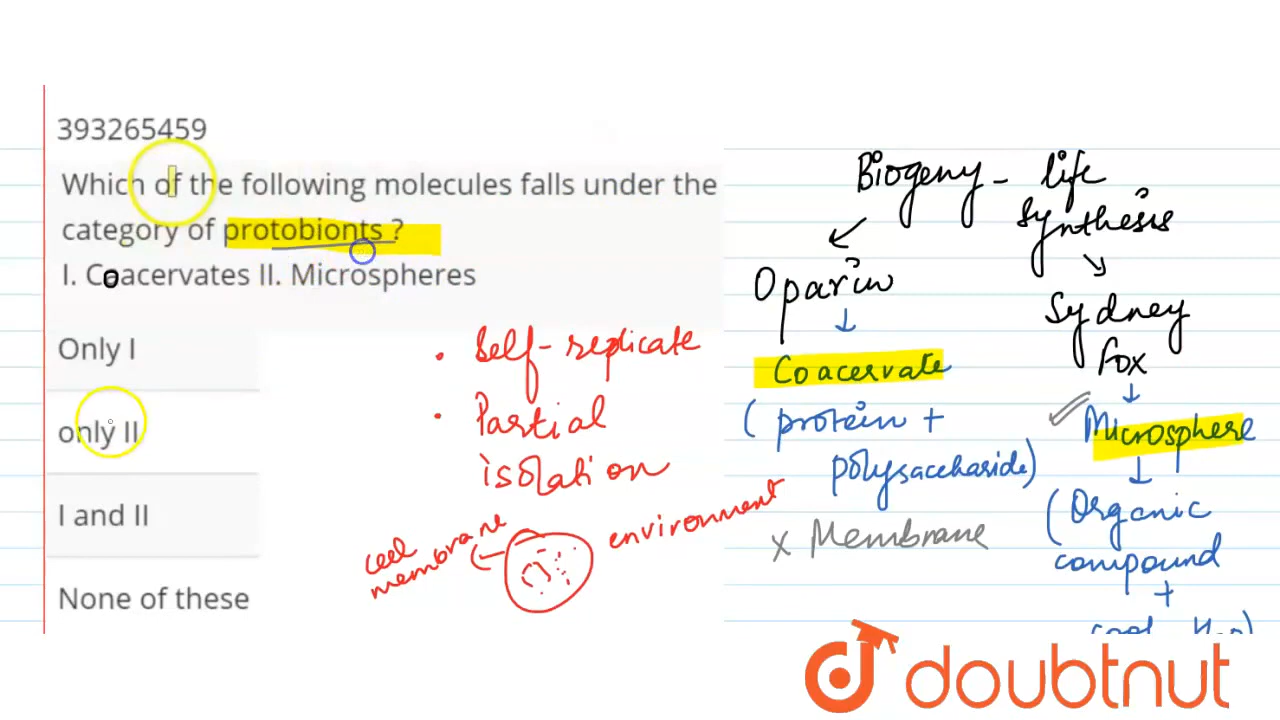 393265459
Which of the following molecules falls under the
category of protobionts ?
I. Coacervates II. Microspheres
Only I
only II
I and II
None of these
• Self-replicate
• Partial
isolation
environment
cell
membrane
Biogeny - life
synthesis
Oparin
Coacervate
(protein +
polysaccharide)
x Membrane
Sydney
Fox
Microsphere
(Organic
compound
+
cool H2O)
doubtnut